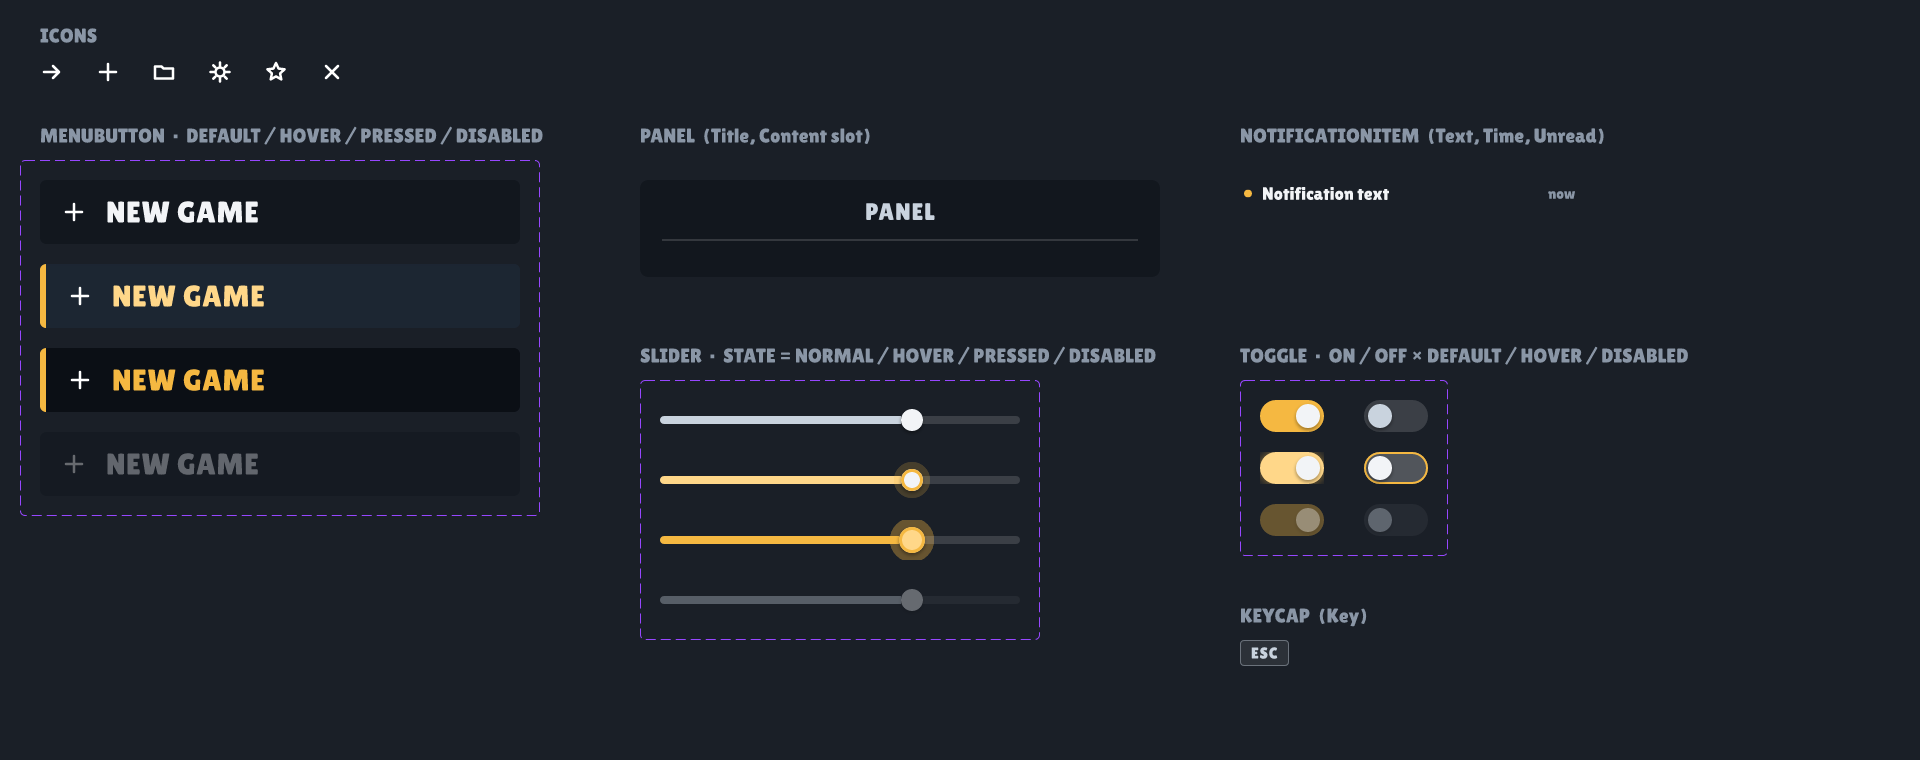 ICONS
MENUBUTTON · DEFAULT / HOVER / PRESSED / DISABLED
NEW GAME
NEW GAME
NEW GAME
NEW GAME
PANEL (Title, Content slot)
PANEL
SLIDER · STATE = NORMAL / HOVER / PRESSED / DISABLED
NOTIFICATIONITEM (Text, Time, Unread)
Notification text now
TOGGLE · ON / OFF × DEFAULT / HOVER / DISABLED
KEYCAP (Key)
ESC